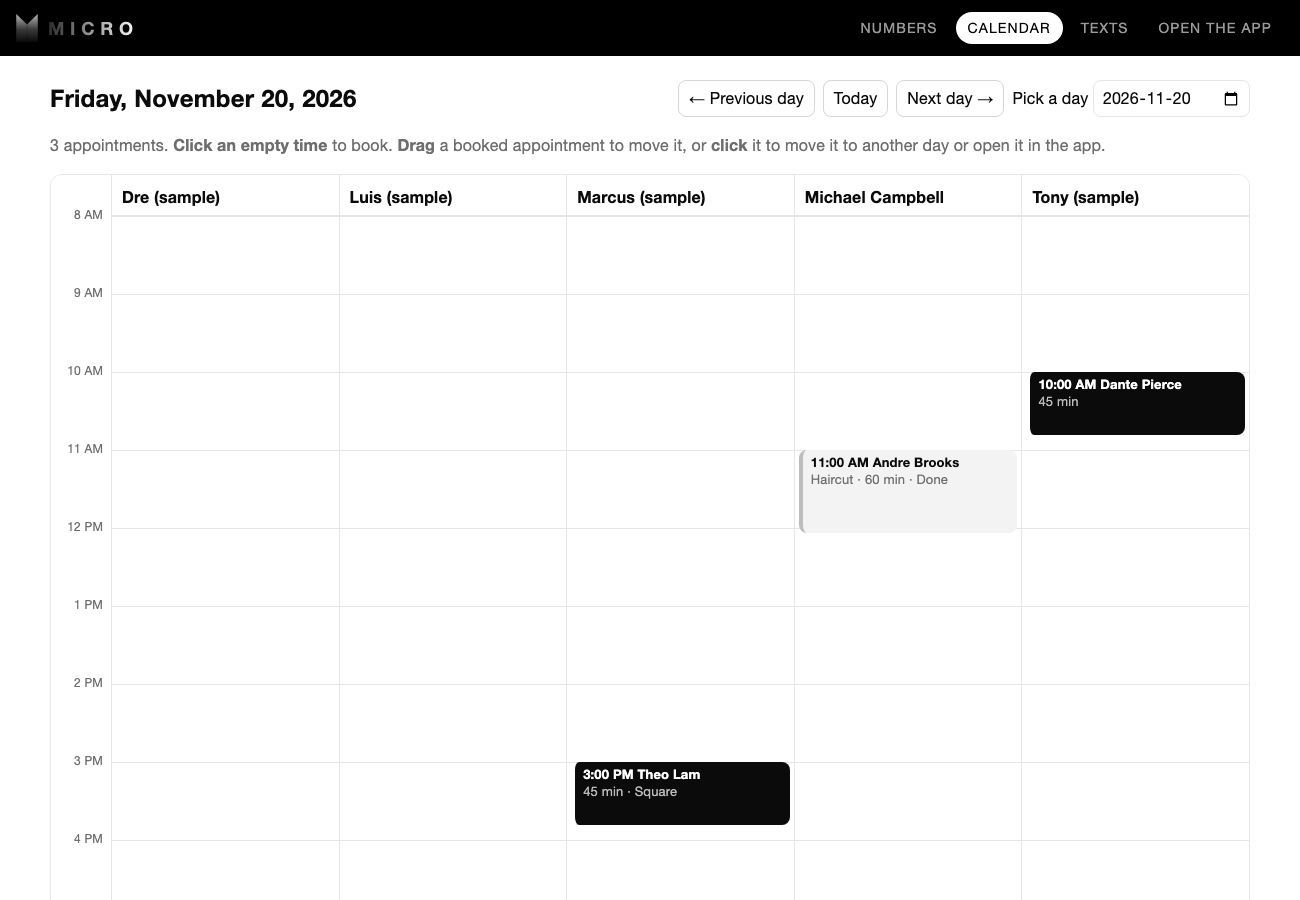 MICRO
NUMBERS CALENDAR TEXTS OPEN THE APP
Friday, November 20, 2026
← Previous day Today Next day → Pick a day 2026-11-20
3 appointments. Click an empty time to book. Drag a booked appointment to move it, or click it to move it to another day or open it in the app.
Dre (sample) Luis (sample) Marcus (sample) Michael Campbell Tony (sample)
8 AM
9 AM
10 AM
10:00 AM Dante Pierce
45 min
11 AM
11:00 AM Andre Brooks
Haircut · 60 min · Done
12 PM
1 PM
2 PM
3 PM
3:00 PM Theo Lam
45 min · Square
4 PM